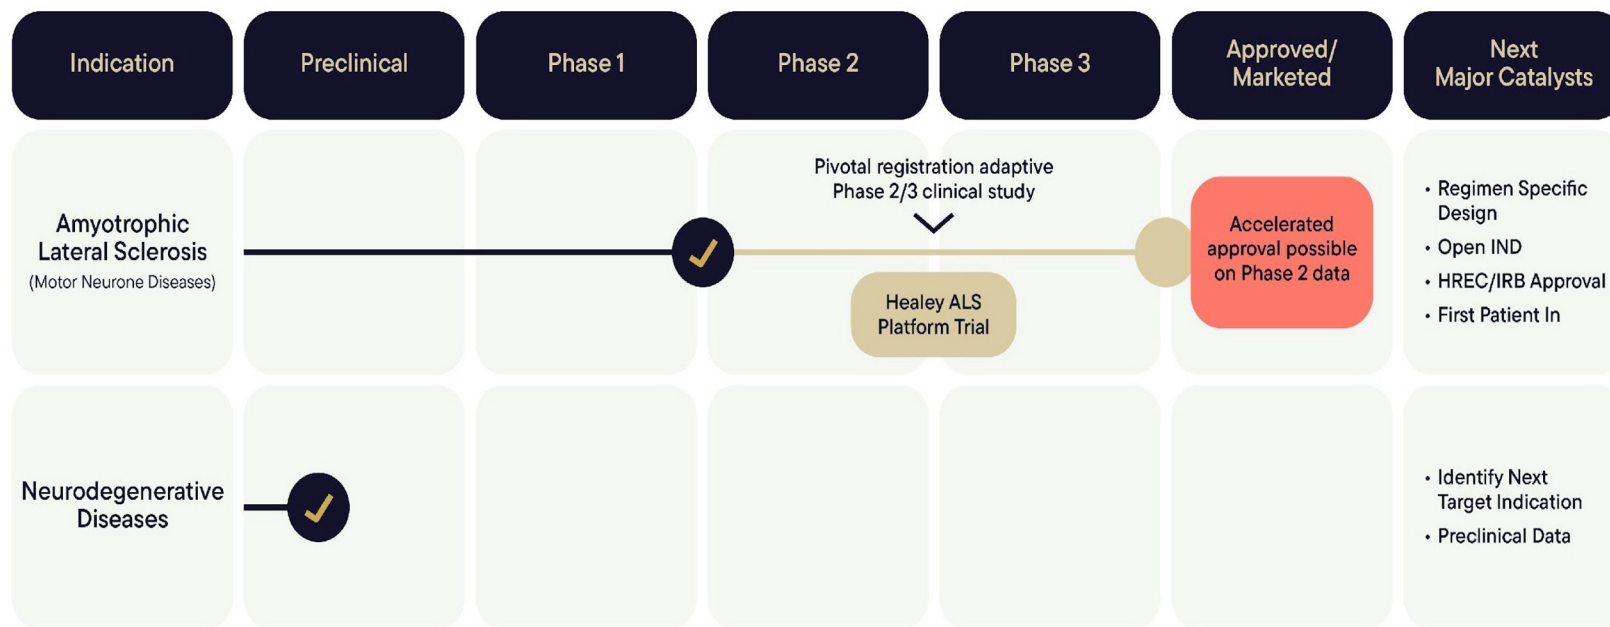 Indication
Preclinical
Phase 1
Phase 2
Phase 3
Approved/
Marketed
Next
Major Catalysts
Amyotrophic
Lateral Sclerosis
(Motor Neurone Diseases)
Pivotal registration adaptive
Phase 2/3 clinical study
Healey ALS
Platform Trial
Accelerated
approval possible
on Phase 2 data
• Regimen Specific
Design
• Open IND
• HREC/IRB Approval
• First Patient In
Neurodegenerative
Diseases
• Identify Next
Target Indication
• Preclinical Data